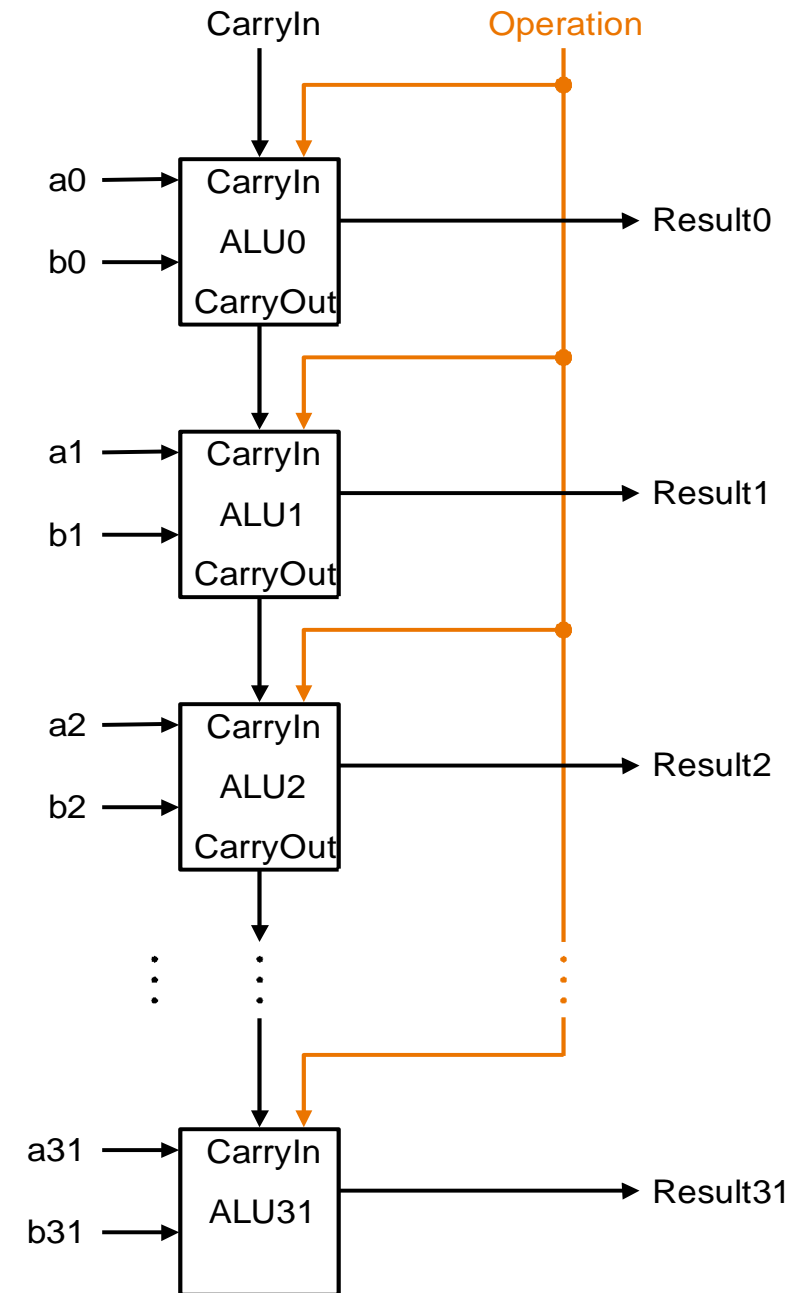 CarryIn
Operation
a0
CarryIn
ALU0
Result0
b0
CarryOut
a1
CarryIn
ALU1
Result1
b1
CarryOut
a2
CarryIn
ALU2
Result2
b2
CarryOut
a31
CarryIn
ALU31
Result31
b31